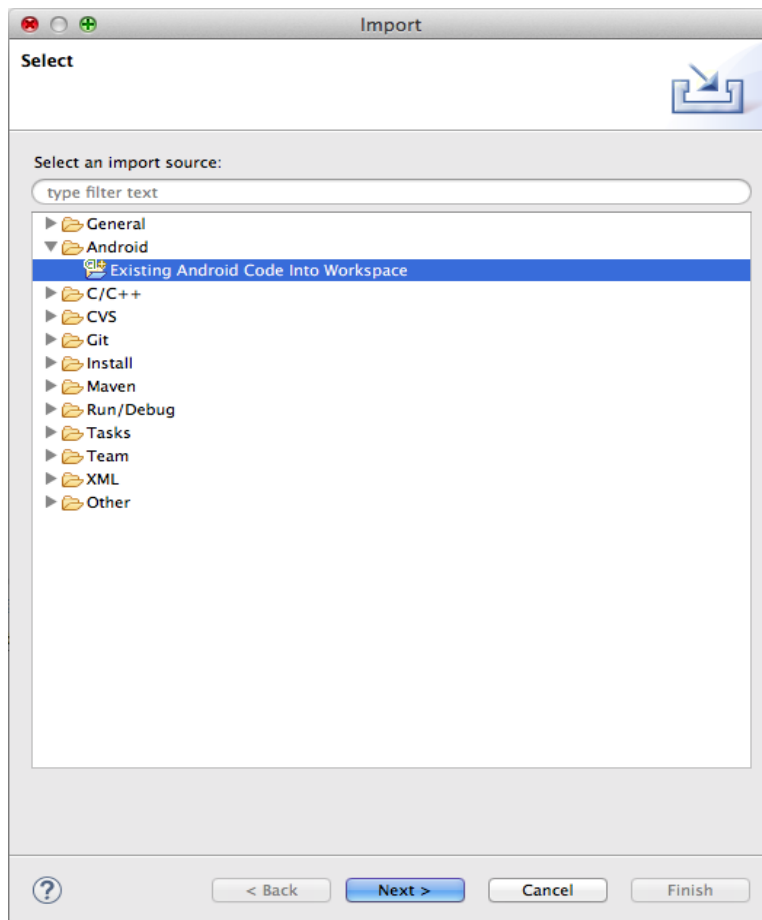 Import
Select
Select an import source:
type filter text
General
Android
Existing Android Code Into Workspace
C/C++
CVS
Git
Install
Maven
Run/Debug
Tasks
Team
XML
Other
? < Back Next > Cancel Finish